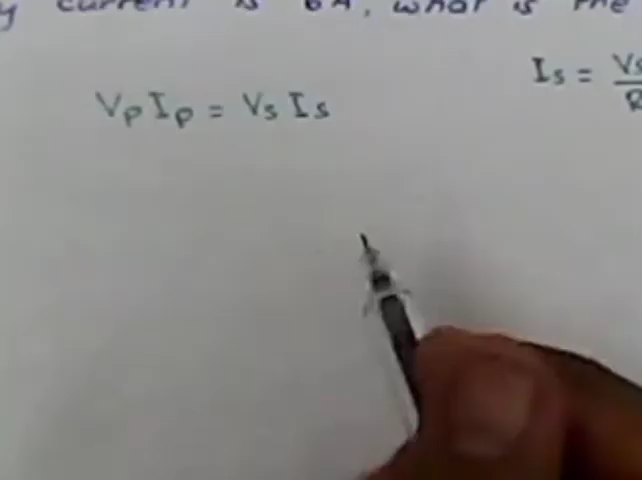 current is 6A, what is the
VpIp = VsIs
Is = Vs/R